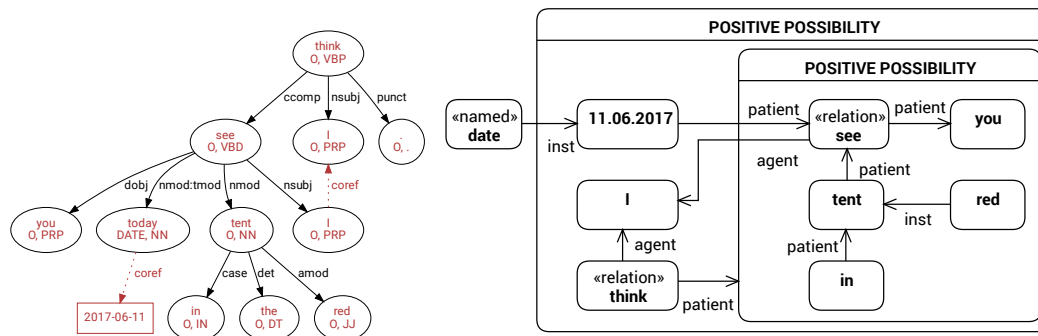 think
O, VBP
ccomp
nsubj
punct
see
O, VBD
I
O, PRP
.
O, .
dobj
nmod:tmod
nmod
nsubj
coref
you
O, PRP
today
DATE, NN
tent
O, NN
I
O, PRP
coref
case
det
amod
2017-06-11
in
O, IN
the
O, DT
red
O, JJ
POSITIVE POSSIBILITY
POSITIVE POSSIBILITY
«named»
date
inst
11.06.2017
patient
«relation»
see
patient
you
agent
patient
I
tent
inst
red
agent
patient
«relation»
think
patient
in